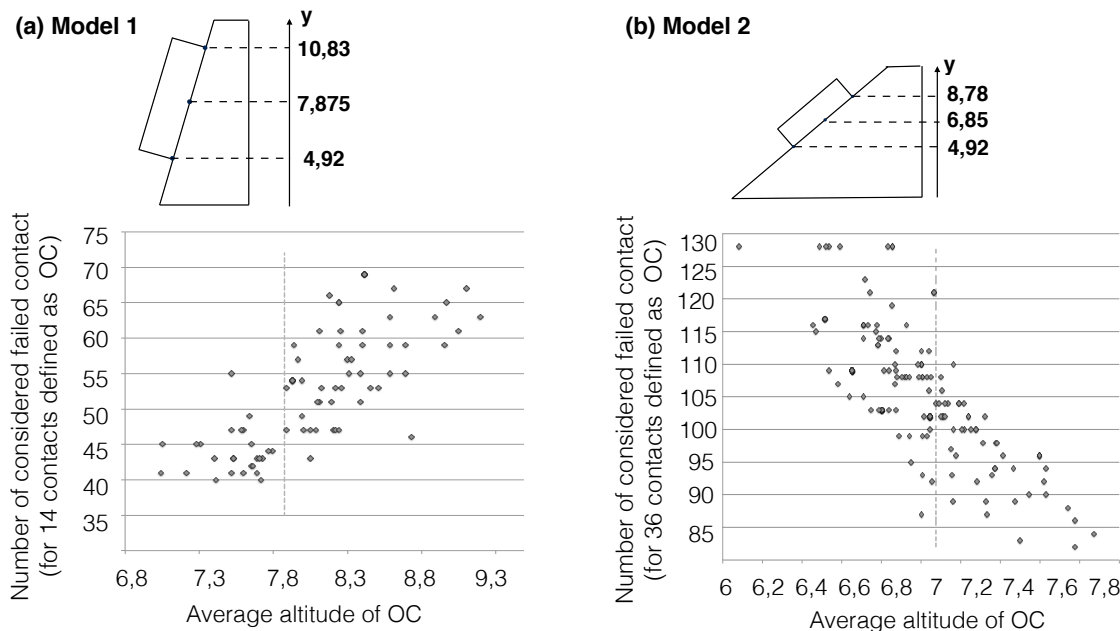 (a) Model 1
y
10,83
7,875
4,92
Number of considered failed contact
(for 14 contacts defined as OC)
75
70
65
60
55
50
45
40
35
6,8 7,3 7,8 8,3 8,8 9,3
Average altitude of OC
(b) Model 2
y
8,78
6,85
4,92
Number of considered failed contact
(for 36 contacts defined as OC)
130
125
120
115
110
105
100
95
90
85
6 6,2 6,4 6,6 6,8 7 7,2 7,4 7,6 7,8
Average altitude of OC